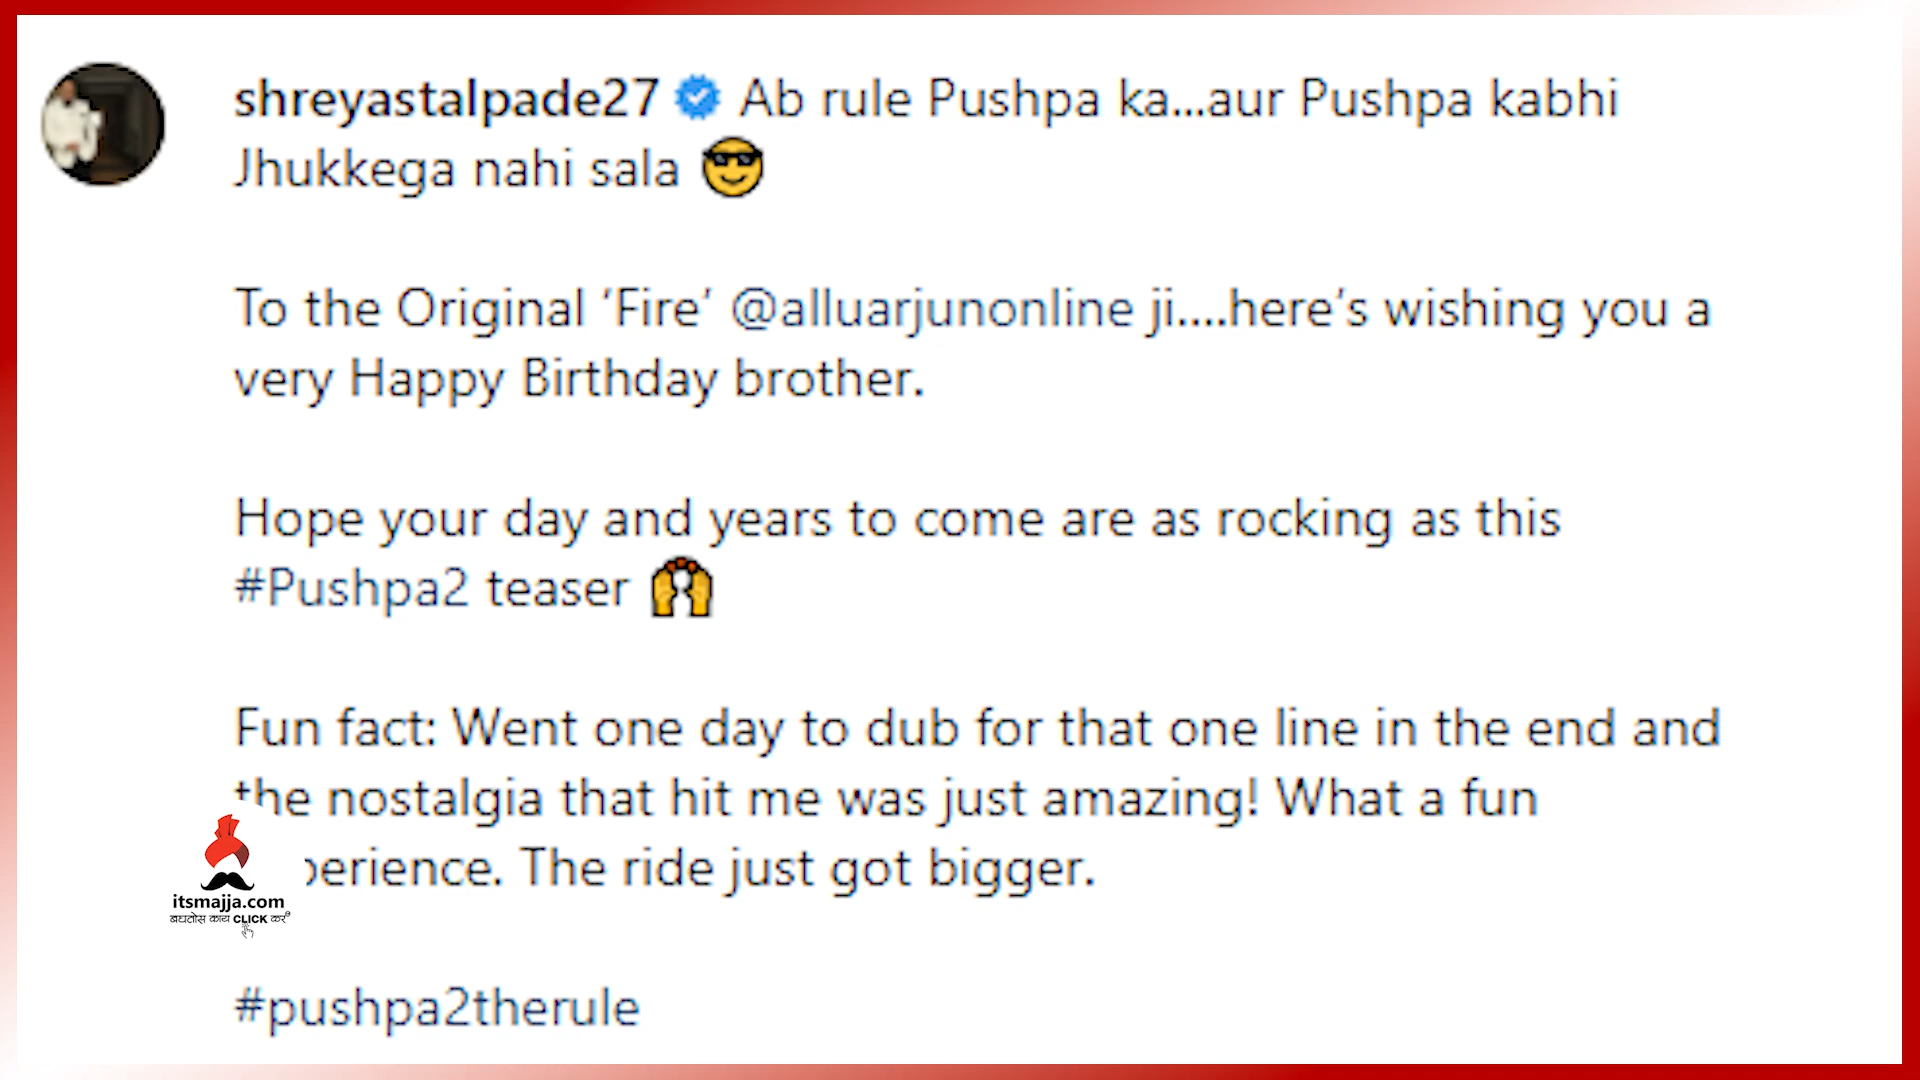 shreyastalpade27 Ab rule Pushpa ka...aur Pushpa kabhi
Jhukkega nahi sala 😎
To the Original ‘Fire’ @alluarjunonline ji....here’s wishing you a
very Happy Birthday brother.
Hope your day and years to come are as rocking as this
#Pushpa2 teaser 🙌
Fun fact: Went one day to dub for that one line in the end and
the nostalgia that hit me was just amazing! What a fun
perience. The ride just got bigger.
itsmajja.com
बघतोस काय CLICK कर
#pushpa2therule